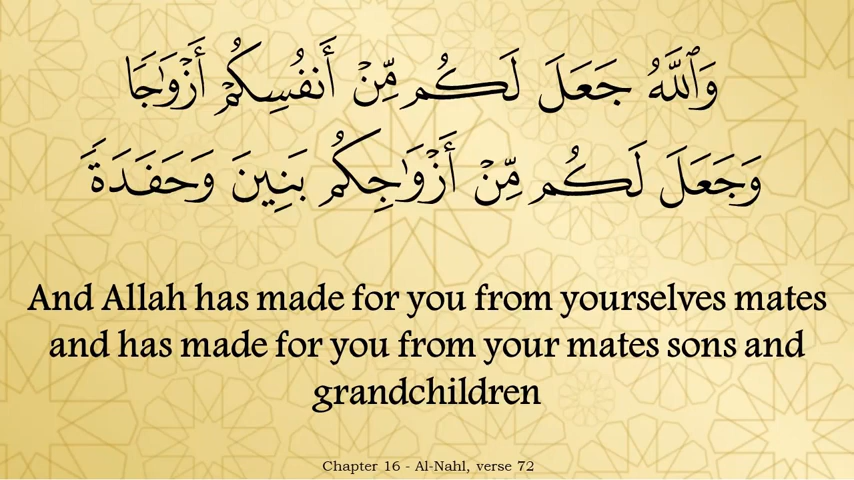 وَٱللَّهُ جَعَلَ لَكُم مِّنْ أَنفُسِكُمْ أَزْوَٰجًا
وَجَعَلَ لَكُم مِّنْ أَزْوَٰجِكُم بَنِينَ وَحَفَدَةً
And Allah has made for you from yourselves mates
and has made for you from your mates sons and
grandchildren
Chapter 16 - Al-Nahl, verse 72